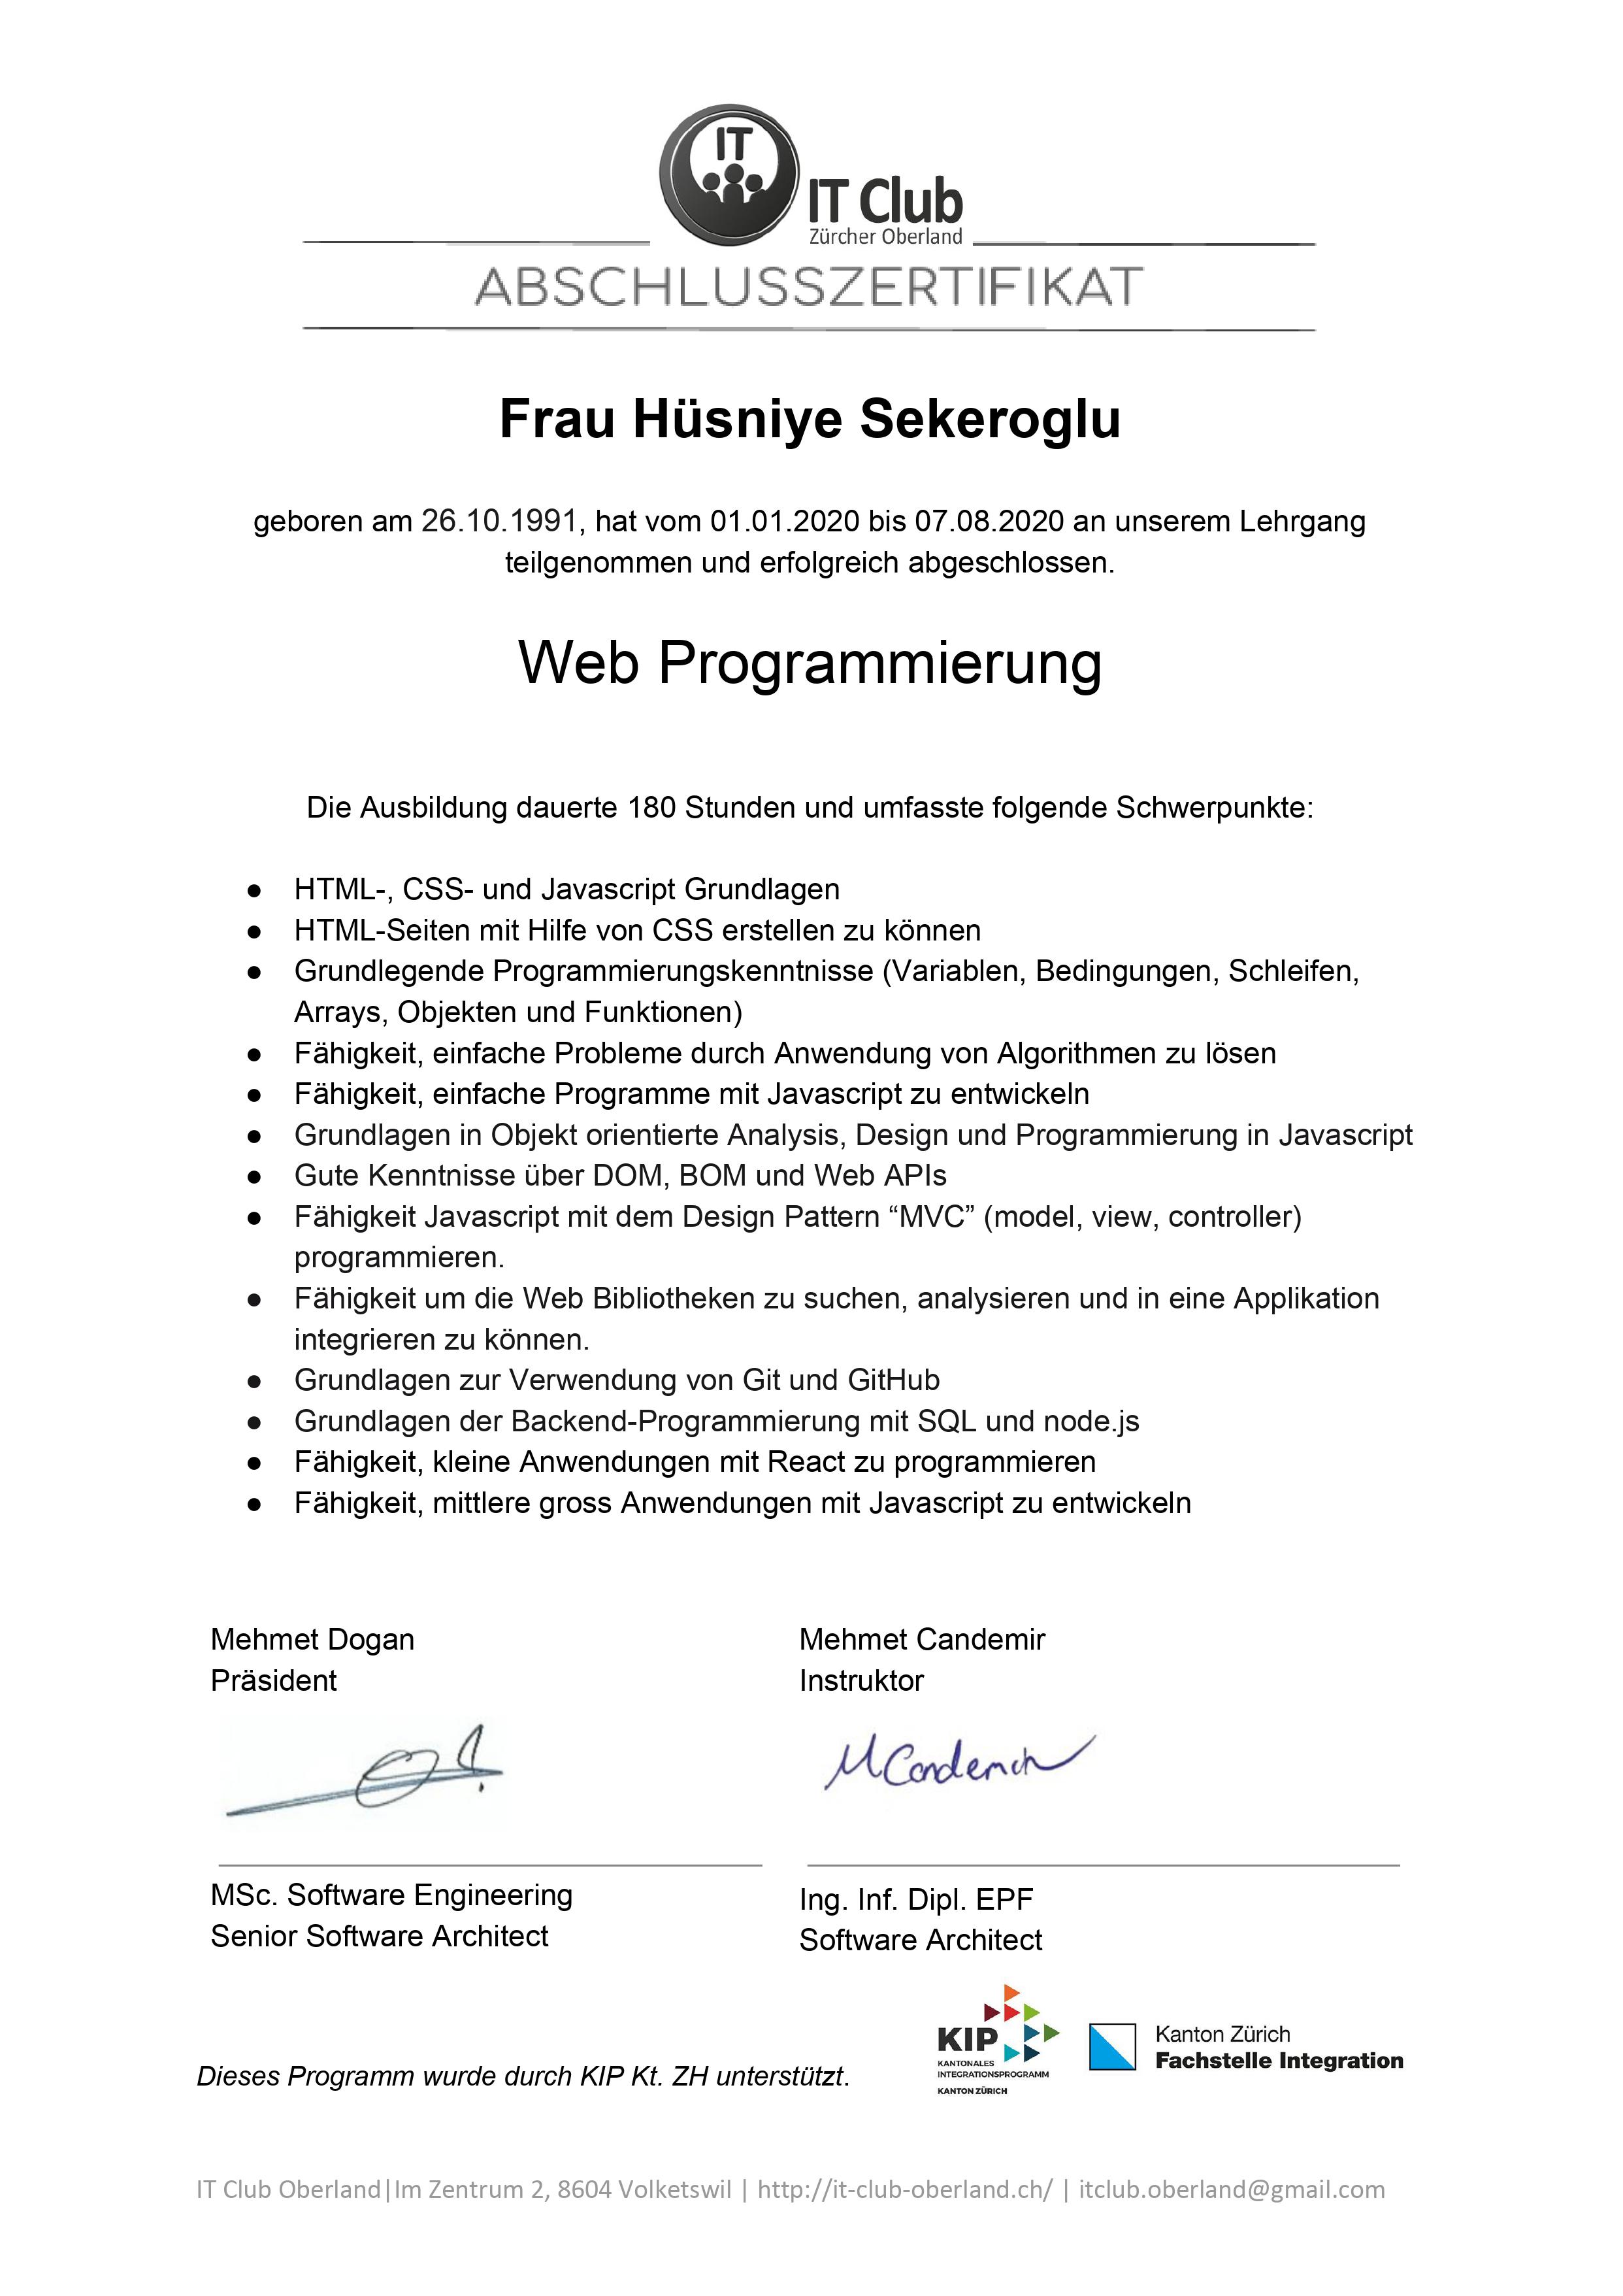 IT
IT Club
Zürcher Oberland
ABSCHLUSSZERTIFIKAT
Frau Hüsniye Sekeroglu
geboren am 26.10.1991, hat vom 01.01.2020 bis 07.08.2020 an unserem Lehrgang
teilgenommen und erfolgreich abgeschlossen.
Web Programmierung
Die Ausbildung dauerte 180 Stunden und umfasste folgende Schwerpunkte:
● HTML-, CSS- und Javascript Grundlagen
● HTML-Seiten mit Hilfe von CSS erstellen zu können
● Grundlegende Programmierungskenntnisse (Variablen, Bedingungen, Schleifen,
Arrays, Objekten und Funktionen)
● Fähigkeit, einfache Probleme durch Anwendung von Algorithmen zu lösen
● Fähigkeit, einfache Programme mit Javascript zu entwickeln
● Grundlagen in Objekt orientierte Analysis, Design und Programmierung in Javascript
● Gute Kenntnisse über DOM, BOM und Web APIs
● Fähigkeit Javascript mit dem Design Pattern “MVC” (model, view, controller)
programmieren.
● Fähigkeit um die Web Bibliotheken zu suchen, analysieren und in eine Applikation
integrieren zu können.
● Grundlagen zur Verwendung von Git und GitHub
● Grundlagen der Backend-Programmierung mit SQL und node.js
● Fähigkeit, kleine Anwendungen mit React zu programmieren
● Fähigkeit, mittlere gross Anwendungen mit Javascript zu entwickeln
Mehmet Dogan
Präsident
MSc. Software Engineering
Senior Software Architect
Mehmet Candemir
Instruktor
M Candemir
Ing. Inf. Dipl. EPF
Software Architect
Dieses Programm wurde durch KIP Kt. ZH unterstützt.
KIP
KANTONALES
INTEGRATIONSPROGRAMM
KANTON ZÜRICH
Kanton Zürich
Fachstelle Integration
IT Club Oberland|Im Zentrum 2, 8604 Volketswil | http://it-club-oberland.ch/ | itclub.oberland@gmail.com